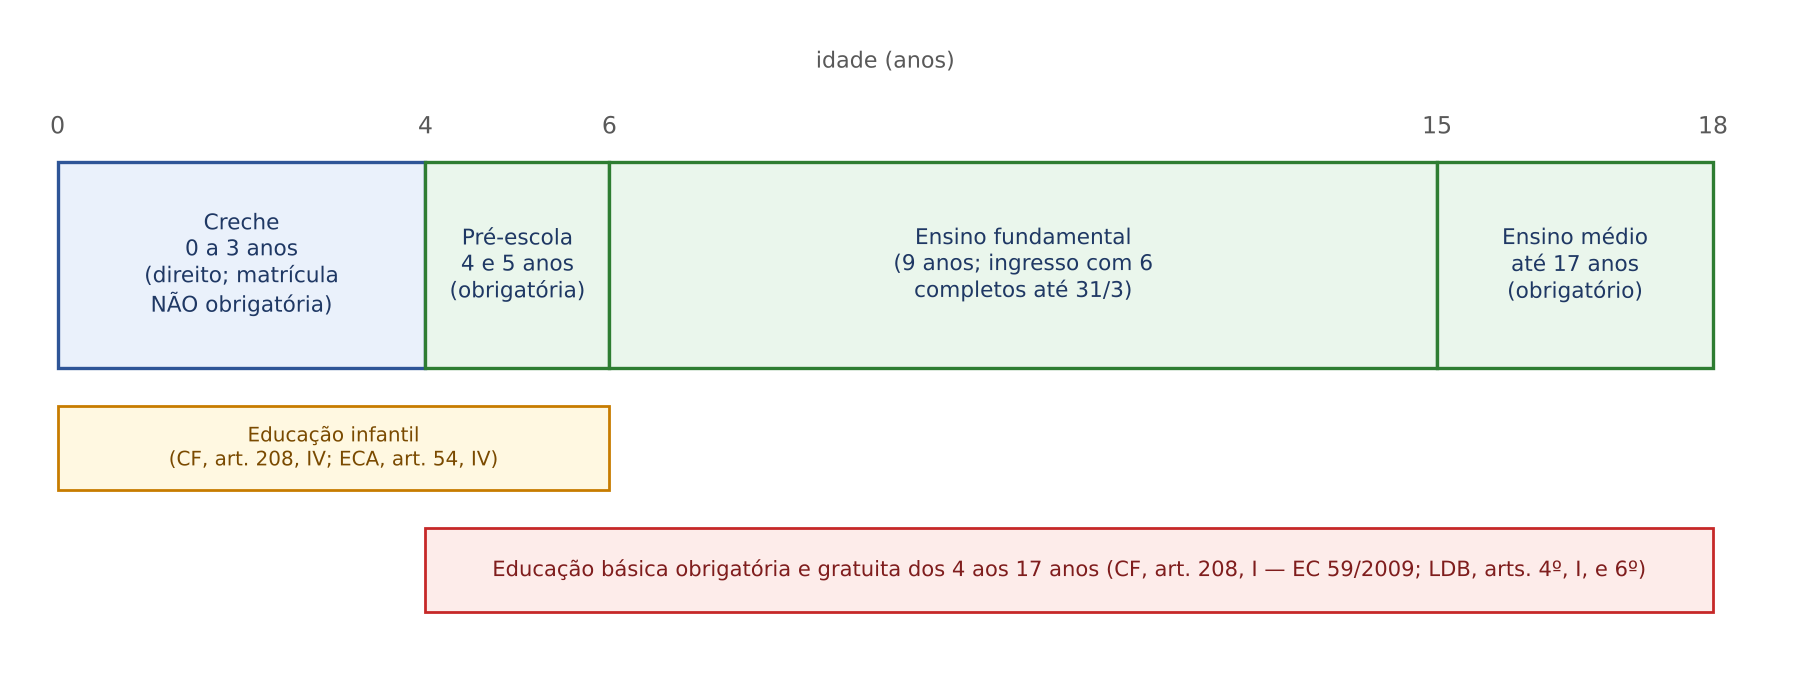 idade (anos)
0
4
6
15
18
Creche
0 a 3 anos
(direito; matrícula
NÃO obrigatória)
Pré-escola
4 e 5 anos
(obrigatória)
Ensino fundamental
(9 anos; ingresso com 6
completos até 31/3)
Ensino médio
até 17 anos
(obrigatório)
Educação infantil
(CF, art. 208, IV; ECA, art. 54, IV)
Educação básica obrigatória e gratuita dos 4 aos 17 anos (CF, art. 208, I — EC 59/2009; LDB, arts. 4º, I, e 6º)